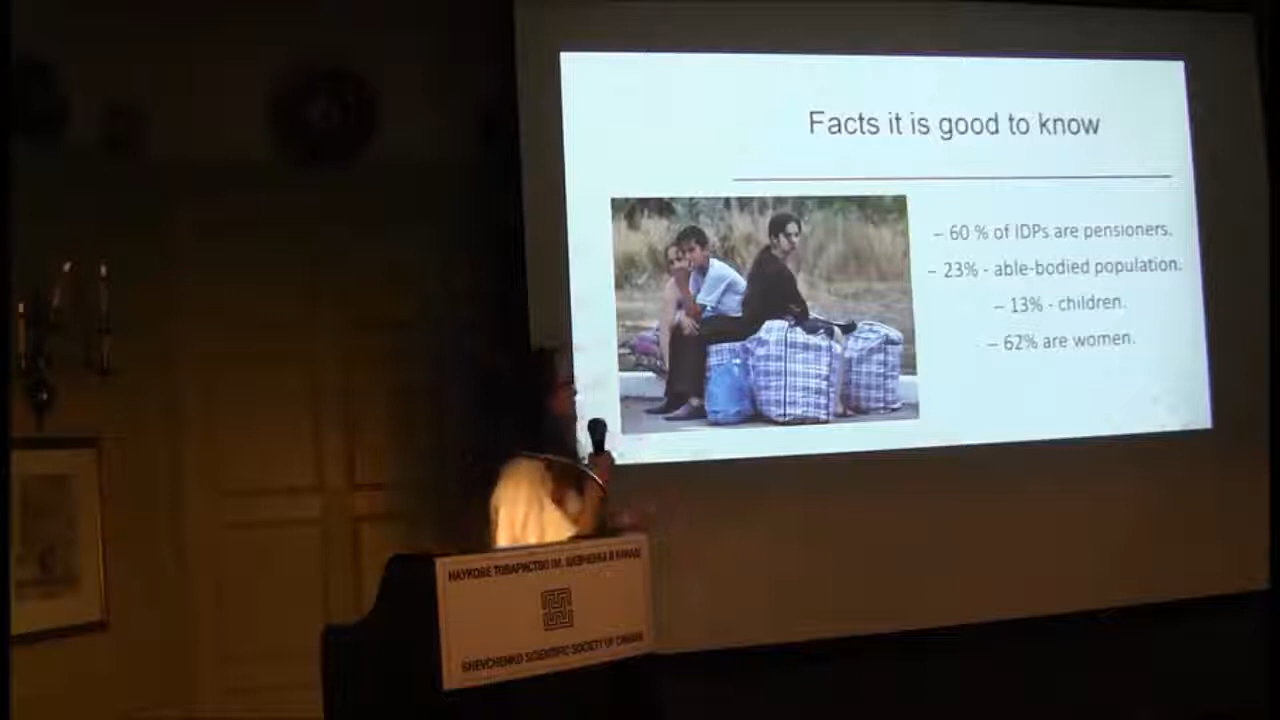 Facts it is good to know
– 60 % of IDPs are pensioners.
– 23% - able-bodied population.
– 13% - children.
– 62% are women.
НАУКОВЕ ТОВАРИСТВО ІМ. ШЕВЧЕНКА В КАНАДІ
SHEVCHENKO SCIENTIFIC SOCIETY OF CANADA